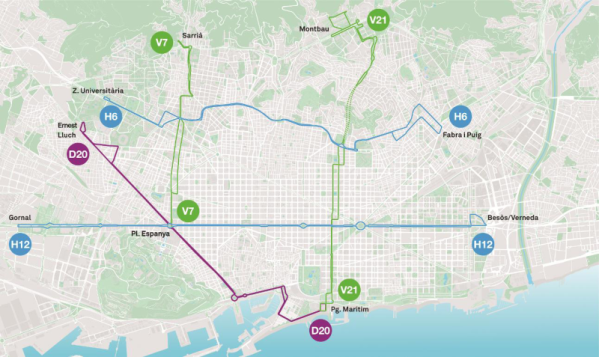 V7
Sarrià
Montbau
V21
Z. Universitària
H6
Ernest
Lluch
D20
H6
Fabra i Puig
Gornal
H12
V7
Pl. Espanya
Besòs/Verneda
H12
V21
Pg. Marítim
D20